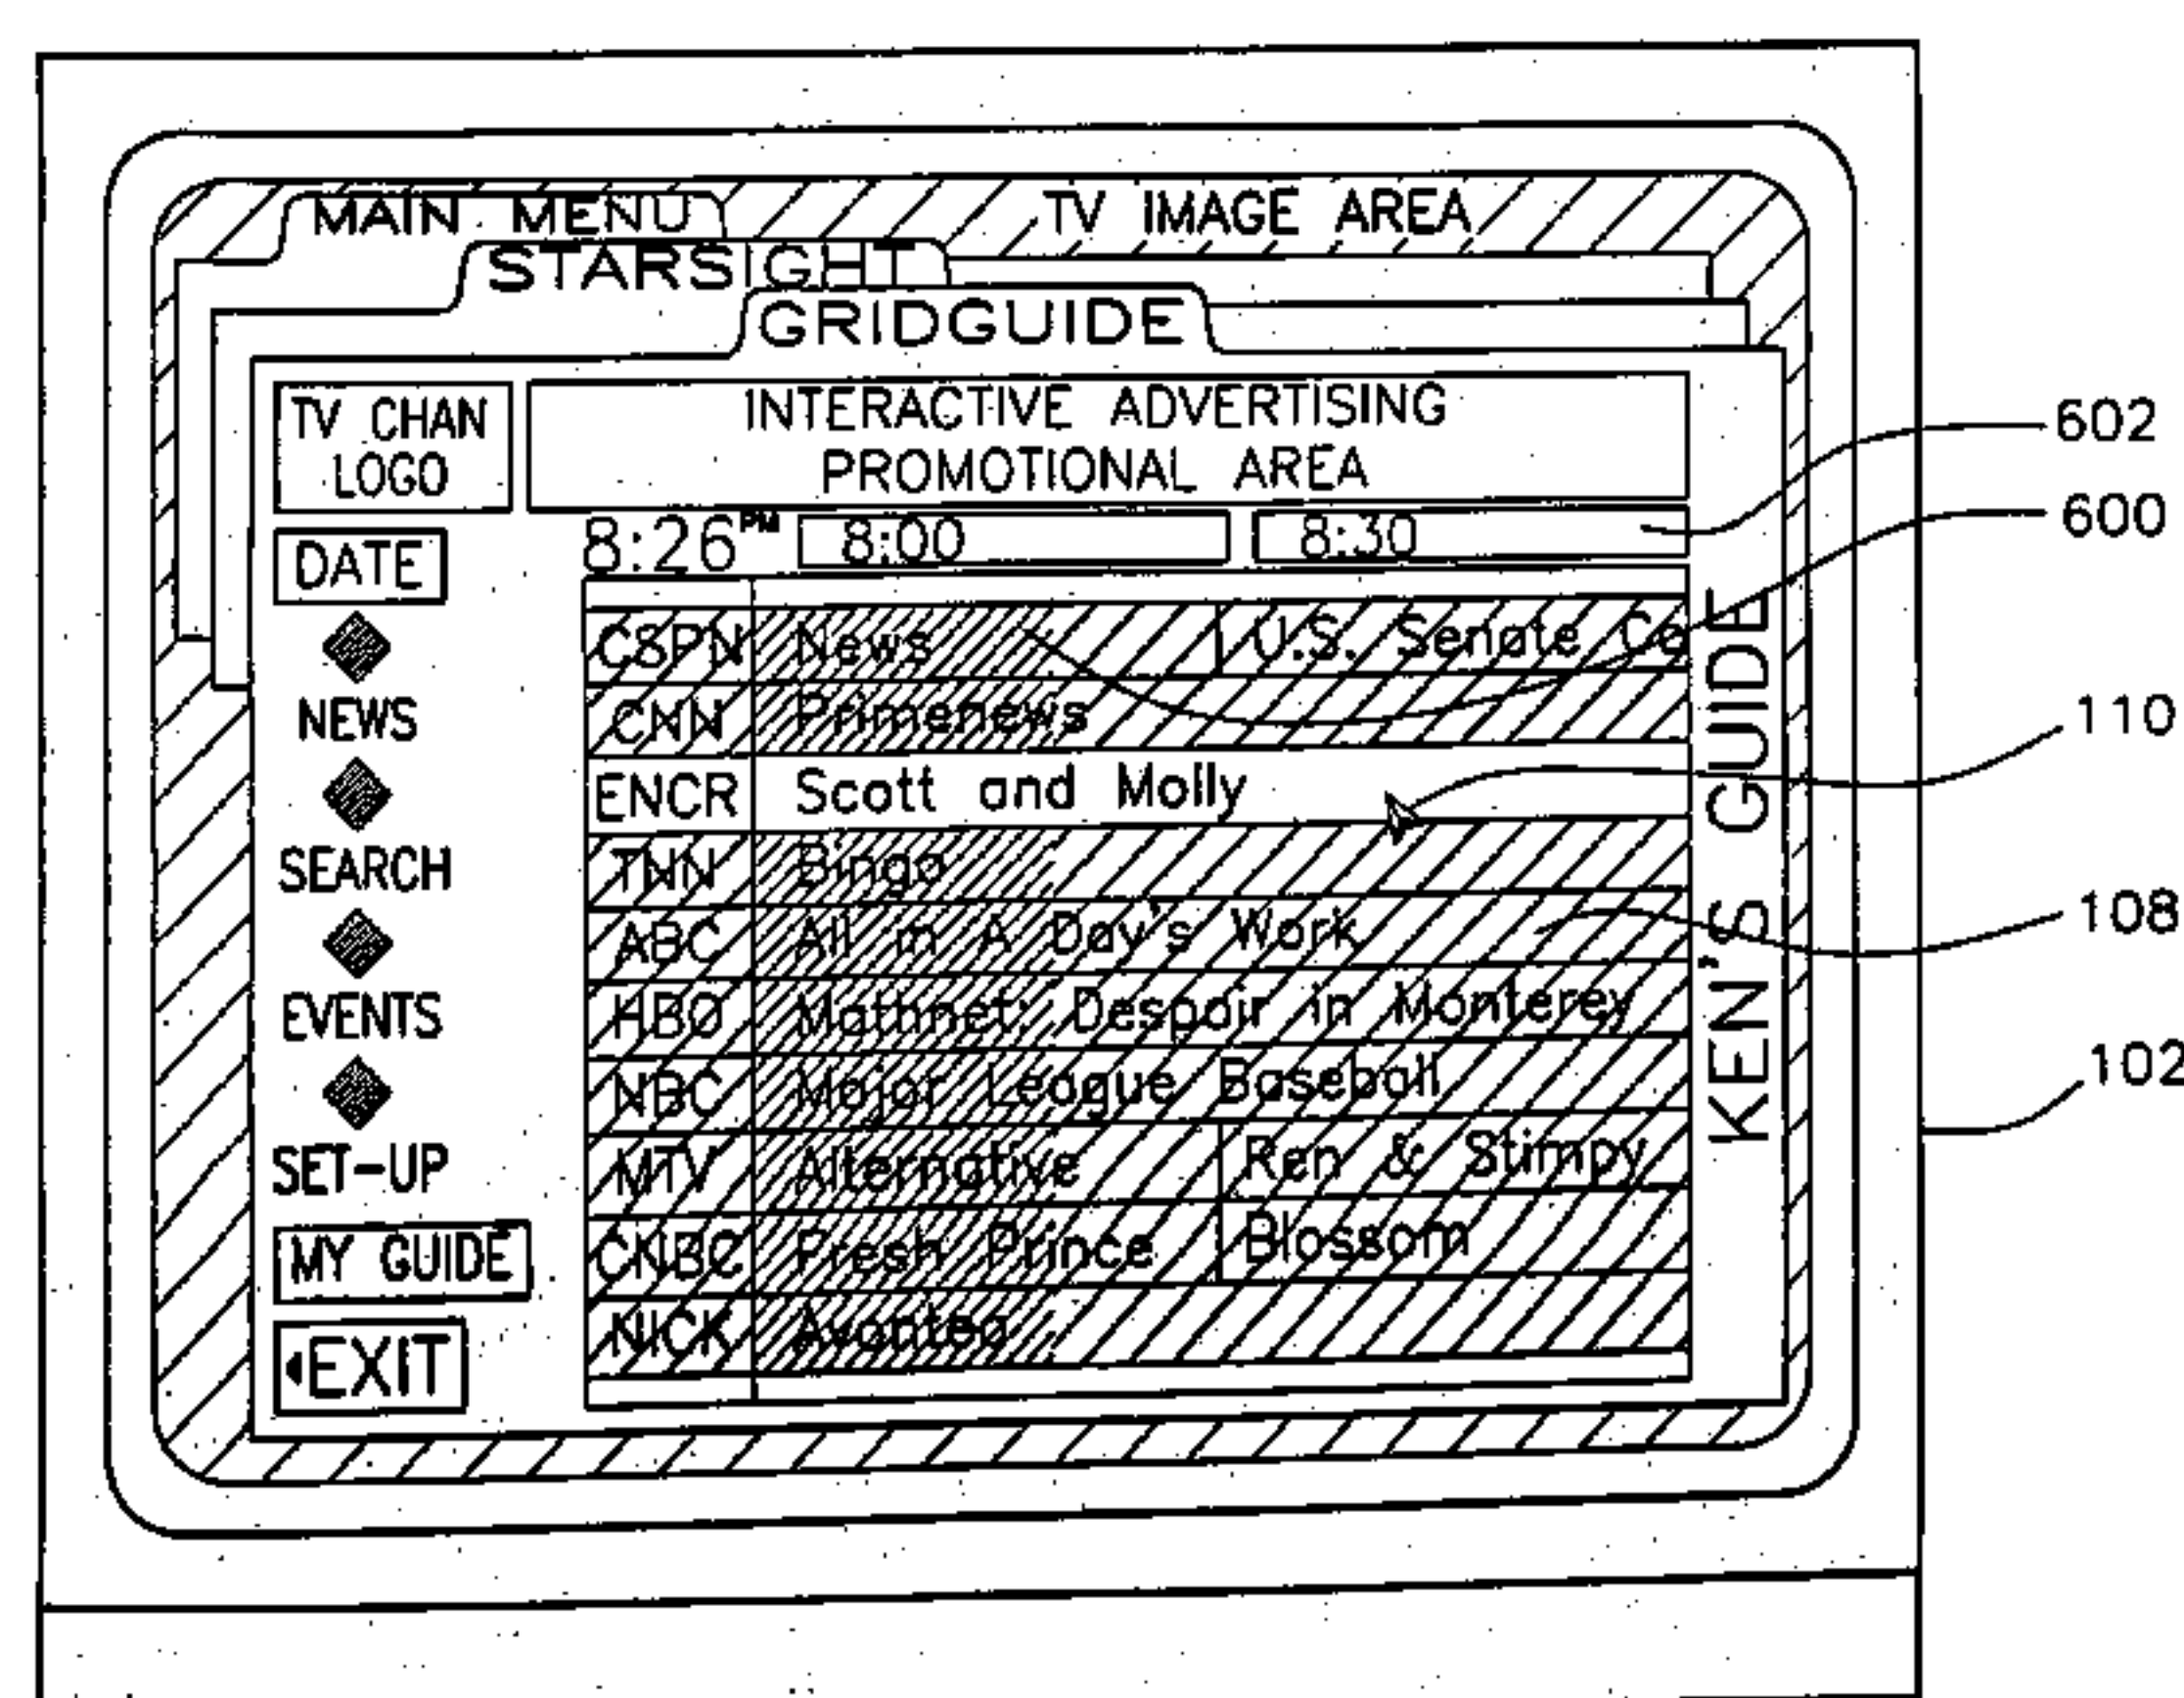 MAIN MENU TV IMAGE AREA
STARSIGHT
GRIDGUIDE
TV CHAN
LOGO
INTERACTIVE ADVERTISING
PROMOTIONAL AREA
8:26PM 8:00 8:30
DATE
NEWS
SEARCH
EVENTS
SET-UP
MY GUIDE
EXIT
CSPN News U.S. Senate Co
CNN Primenews
ENCR Scott and Molly
TNN Bingo
ABC All in A Day's Work
HBO Mathnet: Despair in Monterey
NBC Major League Baseball
MTV Alternative Ren & Stimpy
CNBC Fresh Prince Blossom
NICK
KEN'S GUIDE
602
600
110
108
102